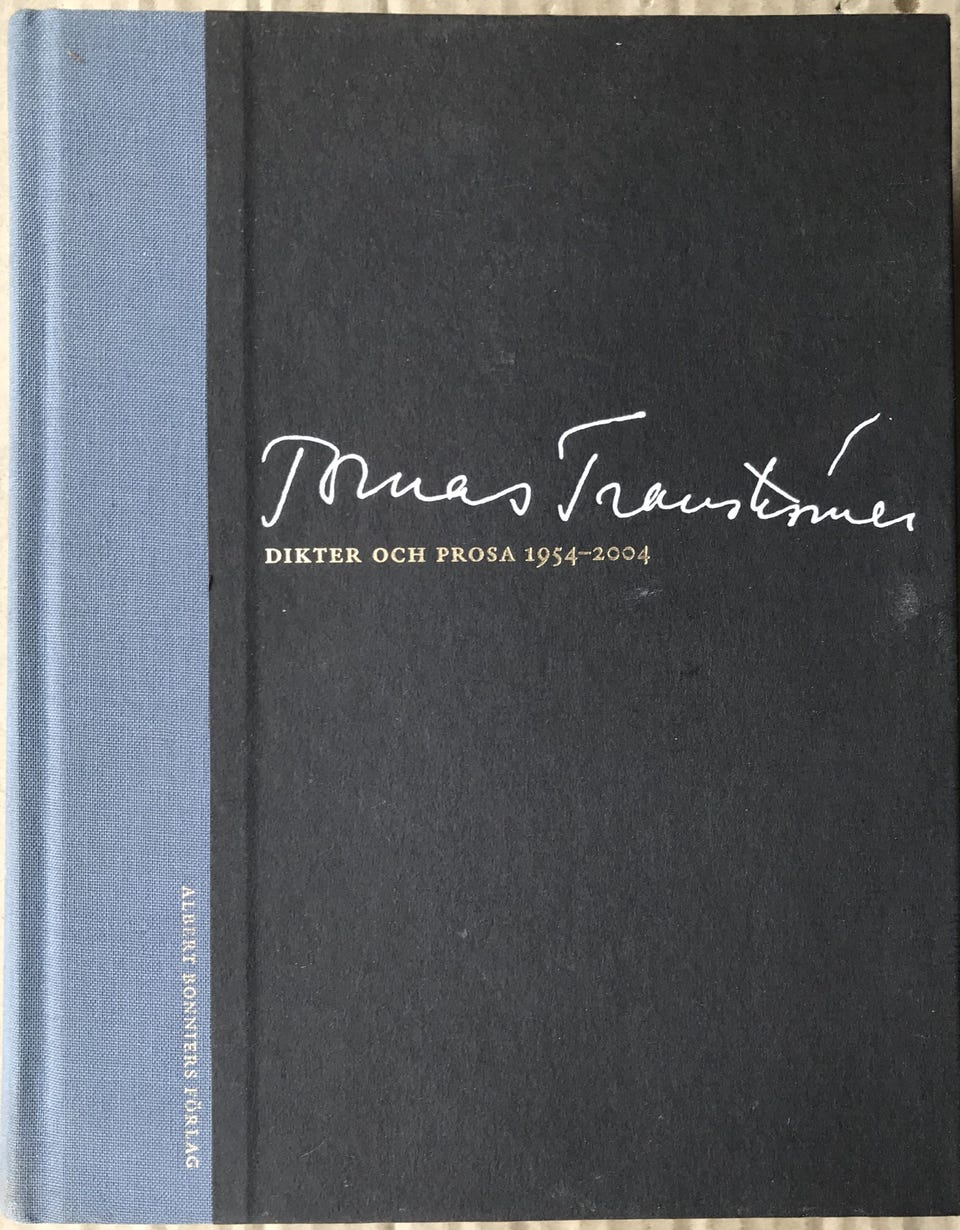 Tomas Tranströmer
DIKTER OCH PROSA 1954–2004
ALBERT BONNIERS FÖRLAG